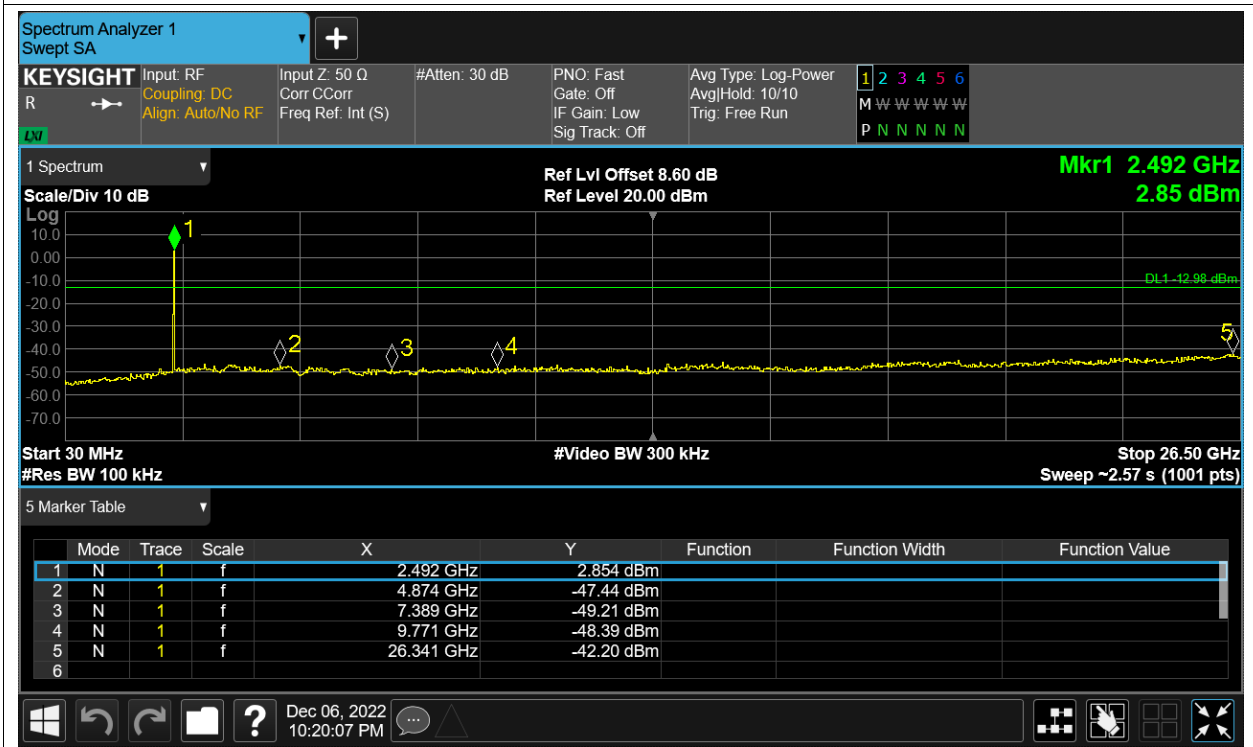 Spectrum Analyzer 1
Swept SA
KEYSIGHT
R
LXI
Input: RF
Coupling: DC
Align: Auto/No RF
Input Z: 50 Ω
Corr CCorr
Freq Ref: Int (S)
#Atten: 30 dB
PNO: Fast
Gate: Off
IF Gain: Low
Sig Track: Off
Avg Type: Log-Power
Avg|Hold: 10/10
Trig: Free Run
1 2 3 4 5 6
M W W W W W
P N N N N N N
1 Spectrum
Scale/Div 10 dB
Ref Lvl Offset 8.60 dB
Ref Level 20.00 dBm
Mkr1 2.492 GHz
2.85 dBm
Log
10.0
0.00
-10.0
-20.0
-30.0
-40.0
-50.0
-60.0
-70.0
1
2
3
4
5
DL1 -12.98 dBm
Start 30 MHz
#Res BW 100 kHz
#Video BW 300 kHz
Stop 26.50 GHz
Sweep ~2.57 s (1001 pts)
5 Marker Table
Mode Trace Scale X Y Function Function Width Function Value
1 N 1 f 2.492 GHz 2.854 dBm
2 N 1 f 4.874 GHz -47.44 dBm
3 N 1 f 7.389 GHz -49.21 dBm
4 N 1 f 9.771 GHz -48.39 dBm
5 N 1 f 26.341 GHz -42.20 dBm
6
?
Dec 06, 2022
10:20:07 PM